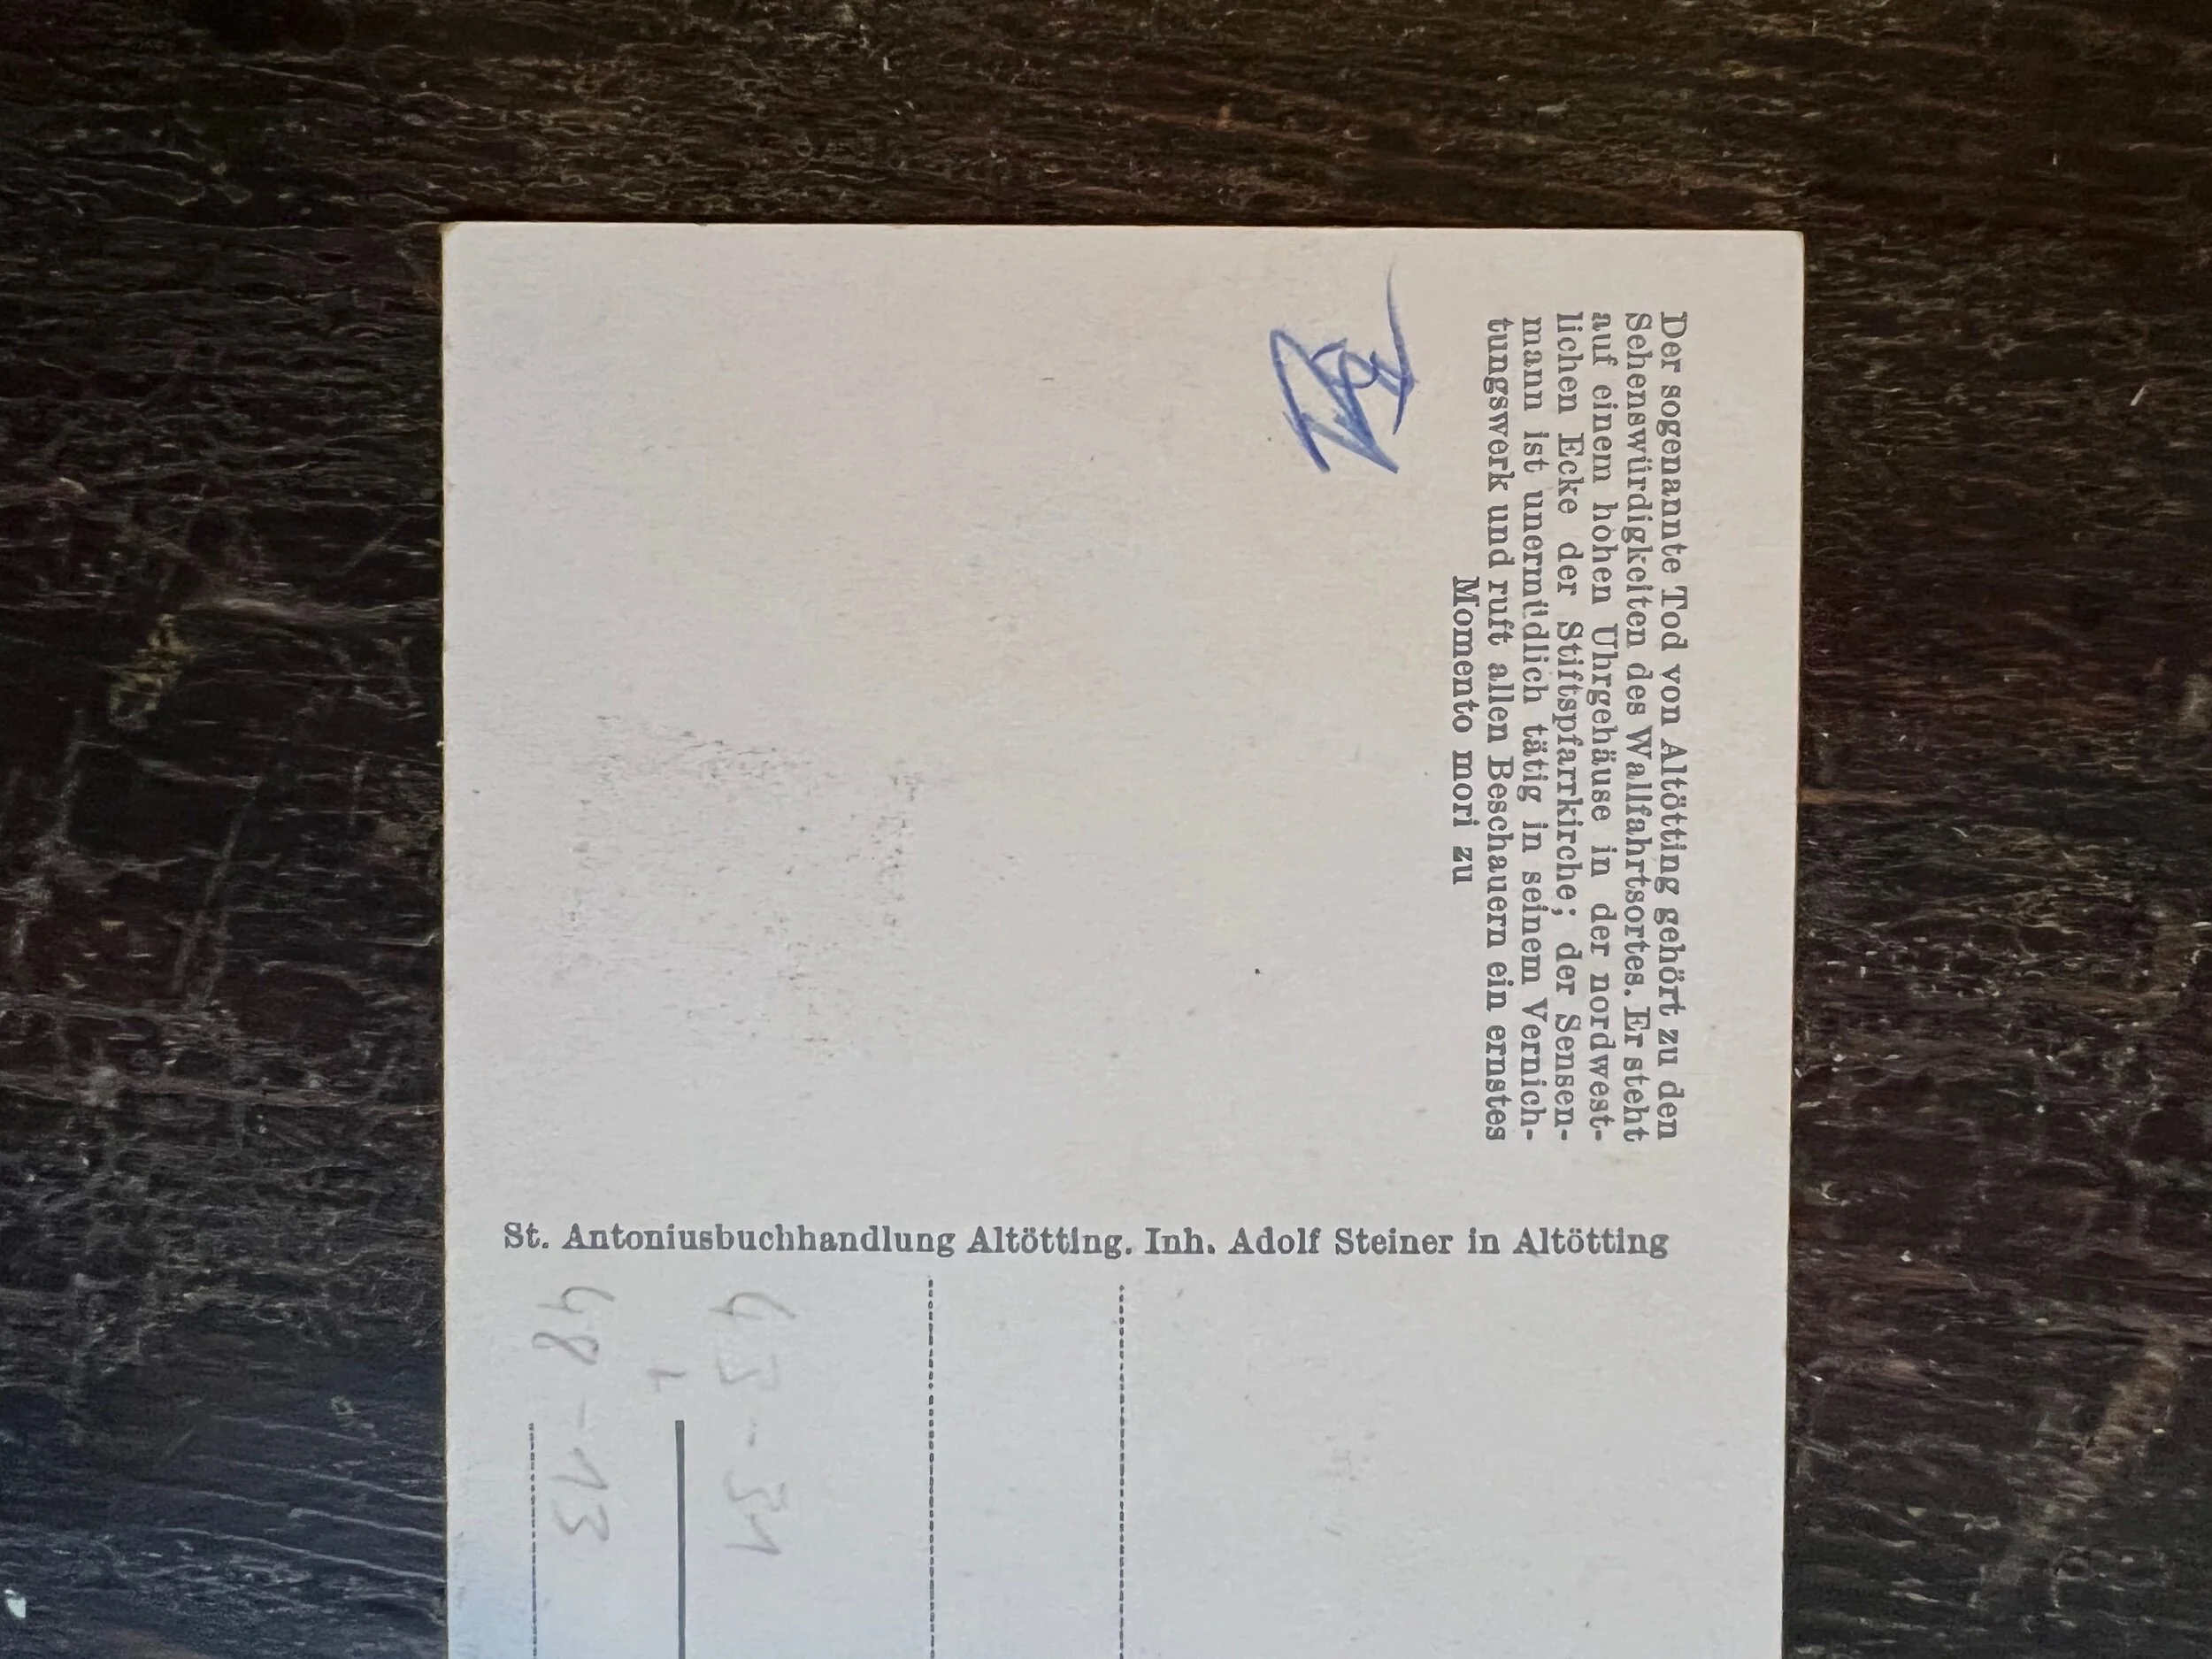 Der sogenannte Tod von Altötting gehört zu den
Sehenswürdigkeiten des Wallfahrtsortes. Er steht
auf einem hohen Uhrgehäuse in der nordwest-
lichen Ecke der Stiftspfarrkirche; der Sensen-
mann ist unermüdlich tätig in seinem Vernich-
tungswerk und ruft allen Beschauern ein ernstes
Momento mori zu
St. Antoniusbuchhandlung Altötting. Inh. Adolf Steiner in Altötting
48-13